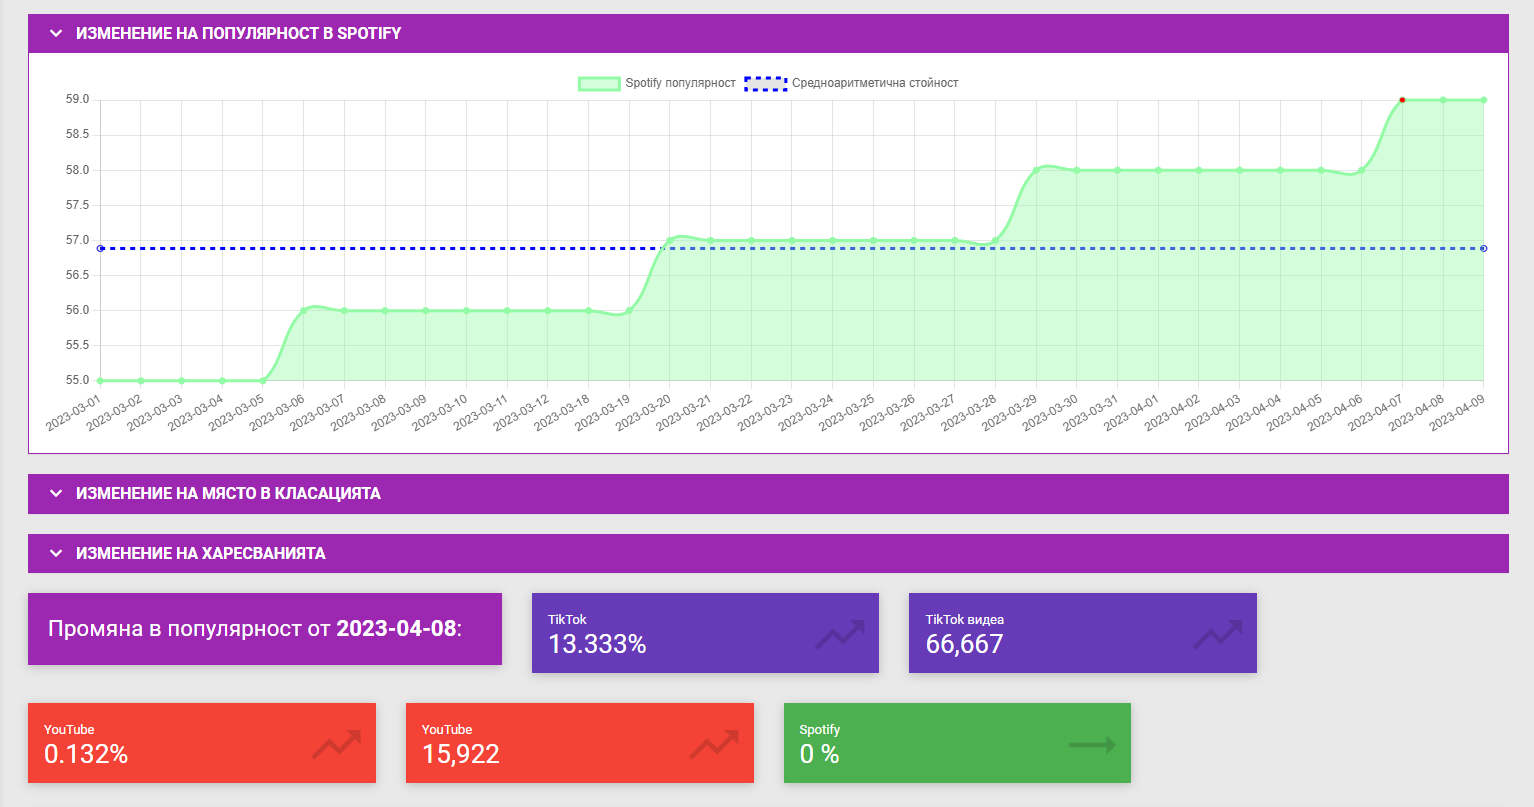 ИЗМЕНЕНИЕ НА ПОПУЛЯРНОСТ В SPOTIFY
Spotify популярност Средноаритметична стойност
59.0
58.5
58.0
57.5
57.0
56.5
56.0
55.5
55.0
2023-03-01 2023-03-02 2023-03-03 2023-03-04 2023-03-05 2023-03-06 2023-03-07 2023-03-08 2023-03-09 2023-03-10 2023-03-11 2023-03-12 2023-03-18 2023-03-19 2023-03-20 2023-03-21 2023-03-22 2023-03-23 2023-03-24 2023-03-25 2023-03-26 2023-03-27 2023-03-28 2023-03-29 2023-03-30 2023-03-31 2023-04-01 2023-04-02 2023-04-03 2023-04-04 2023-04-05 2023-04-06 2023-04-07 2023-04-08 2023-04-09
ИЗМЕНЕНИЕ НА МЯСТО В КЛАСАЦИЯТА
ИЗМЕНЕНИЕ НА ХАРЕСВАНИЯТА
Промяна в популярност от 2023-04-08:
TikTok
13.333%
TikTok видеа
66,667
YouTube
0.132%
YouTube
15,922
Spotify
0 %